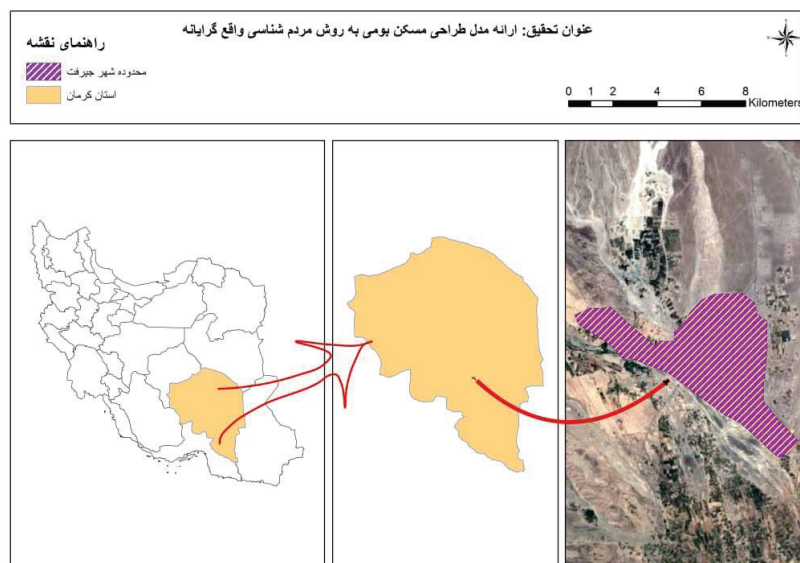 عنوان تحقیق: ارائه مدل طراحی مسکن بومی به روش مردم شناسی واقع گرایانه
راهنمای نقشه
محدوده شهر جیرفت
استان کرمان
0 1 2 4 6 8
Kilometers